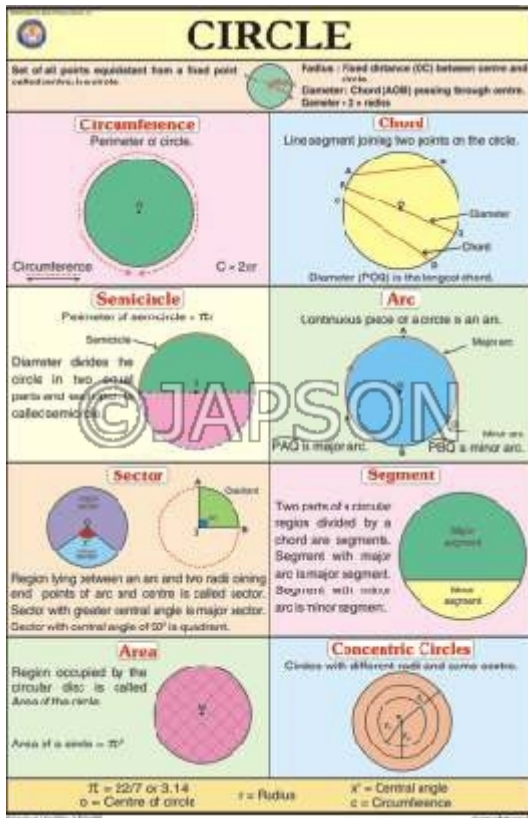 CIRCLE
Set of all points equidistant from a fixed point
called centre, is a circle.
Radius : Fixed distance (OC) between centre and
circle.
Diameter: Chord (AOB) passing through centre.
Diameter = 2 × radius
Circumference
Perimeter of circle.
Circumference
C = 2πr
Chord
Line segment joining two points on the circle.
A
Diameter
Chord
Diameter (POQ) is the longest chord.
Semicircle
Perimeter of semicircle = πr
Semicircle
Diameter divides the
circle in two equal
parts and each part is
called semicircle.
Arc
Continuous piece of a circle is an arc.
A
Major arc
Minor arc
B
PAQ is major arc.
PBQ is minor arc.
©JAPSON
Sector
A
Quadrant
B
Region lying between an arc and two radii joining
end points of arc and centre is called sector.
Sector with greater central angle is major sector.
Sector with central angle of 90° is quadrant.
Segment
Two parts of a circular
region divided by a
chord are segments.
Segment with major
arc is major segment.
Segment with minor
arc is minor segment.
Major
segment
Minor
segment
Area
Region occupied by the
circular disc is called
Area of the circle.
Area of a circle = πr²
Concentric Circles
Circles with different radii and same centre.
π = 22/7 or 3.14
o = Centre of circle
r = Radius
x° = Central angle
c = Circumference